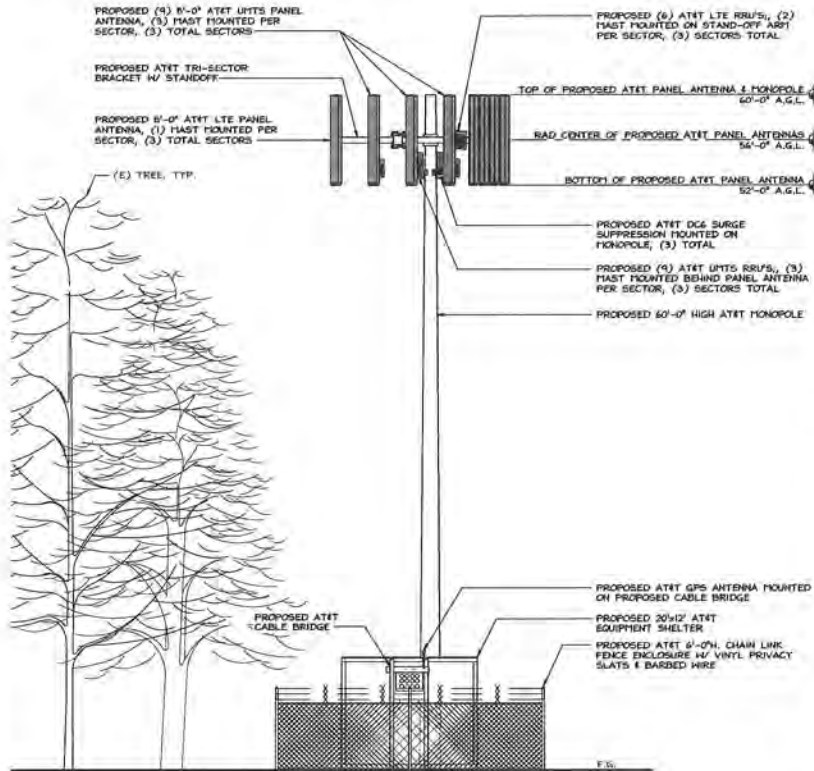 PROPOSED (9) 8'-0" AT&T UMTS PANEL
ANTENNA, (3) MAST MOUNTED PER
SECTOR, (3) TOTAL SECTORS
PROPOSED AT&T TRI-SECTOR
BRACKET W/ STANDOFF
PROPOSED 8'-0" AT&T LTE PANEL
ANTENNA, (1) MAST MOUNTED PER
SECTOR, (3) TOTAL SECTORS
(E) TREE, TYP.
PROPOSED (6) AT&T LTE RRU'S,, (2)
MAST MOUNTED ON STAND-OFF ARM
PER SECTOR, (3) SECTORS TOTAL
TOP OF PROPOSED AT&T PANEL ANTENNA & MONOPOLE
60'-0" A.G.L.
RAD CENTER OF PROPOSED AT&T PANEL ANTENNAS
56'-0" A.G.L.
BOTTOM OF PROPOSED AT&T PANEL ANTENNA
52'-0" A.G.L.
PROPOSED AT&T DC6 SURGE
SUPPRESSION MOUNTED ON
MONOPOLE, (3) TOTAL
PROPOSED (9) AT&T UMTS RRU'S,, (3)
MAST MOUNTED BEHIND PANEL ANTENNA
PER SECTOR, (3) SECTORS TOTAL
PROPOSED 60'-0" HIGH AT&T MONOPOLE
PROPOSED AT&T GPS ANTENNA MOUNTED
ON PROPOSED CABLE BRIDGE
PROPOSED AT&T
CABLE BRIDGE
PROPOSED 20'x12' AT&T
EQUIPMENT SHELTER
PROPOSED AT&T 6'-0"H. CHAIN LINK
FENCE ENCLOSURE W/ VINYL PRIVACY
SLATS & BARBED WIRE
F.G.